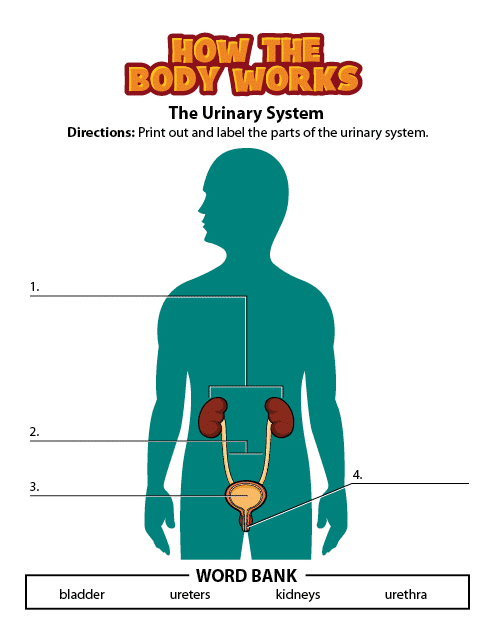 HOW THE
BODY WORKS
The Urinary System
Directions: Print out and label the parts of the urinary system.
1.
2.
3.
4.
WORD BANK
bladder ureters kidneys urethra